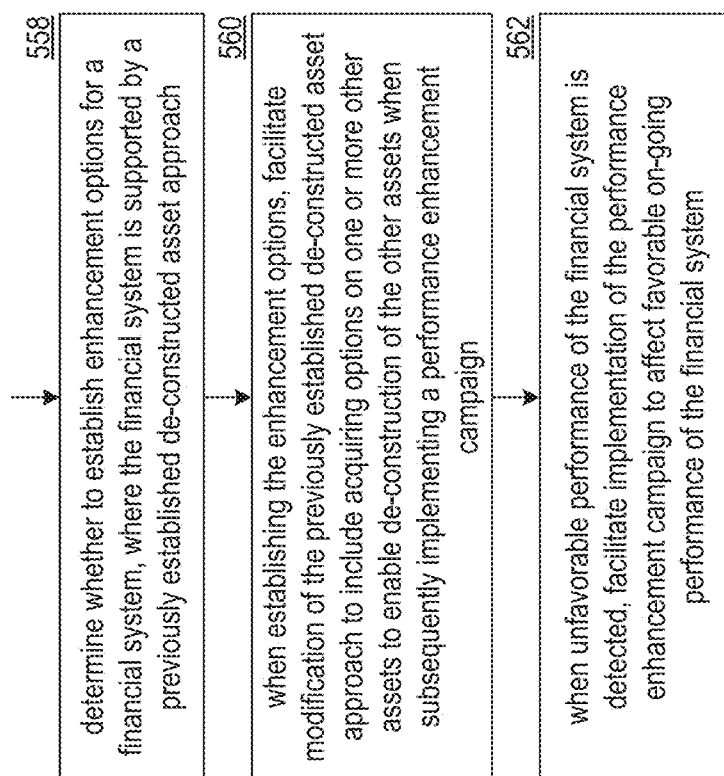 558
determine whether to establish enhancement options for a
financial system, where the financial system is supported by a
previously established de-constructed asset approach
560
when establishing the enhancement options, facilitate
modification of the previously established de-constructed asset
approach to include acquiring options on one or more other
assets to enable de-construction of the other assets when
subsequently implementing a performance enhancement
campaign
562
when unfavorable performance of the financial system is
detected, facilitate implementation of the performance
enhancement campaign to affect favorable on-going
performance of the financial system